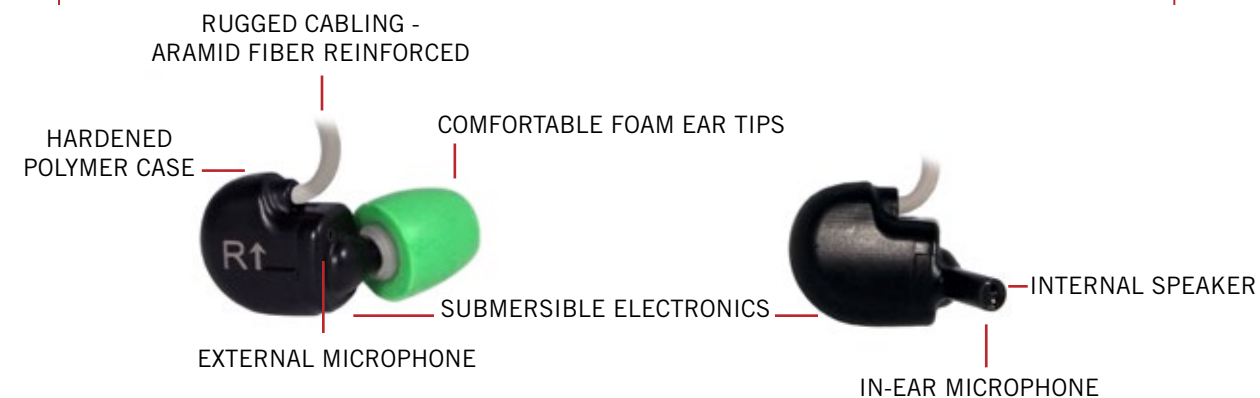 RUGGED CABLING -
ARAMID FIBER REINFORCED
HARDENED
POLYMER CASE
COMFORTABLE FOAM EAR TIPS
R↑
INTERNAL SPEAKER
SUBMERSIBLE ELECTRONICS
EXTERNAL MICROPHONE
IN-EAR MICROPHONE